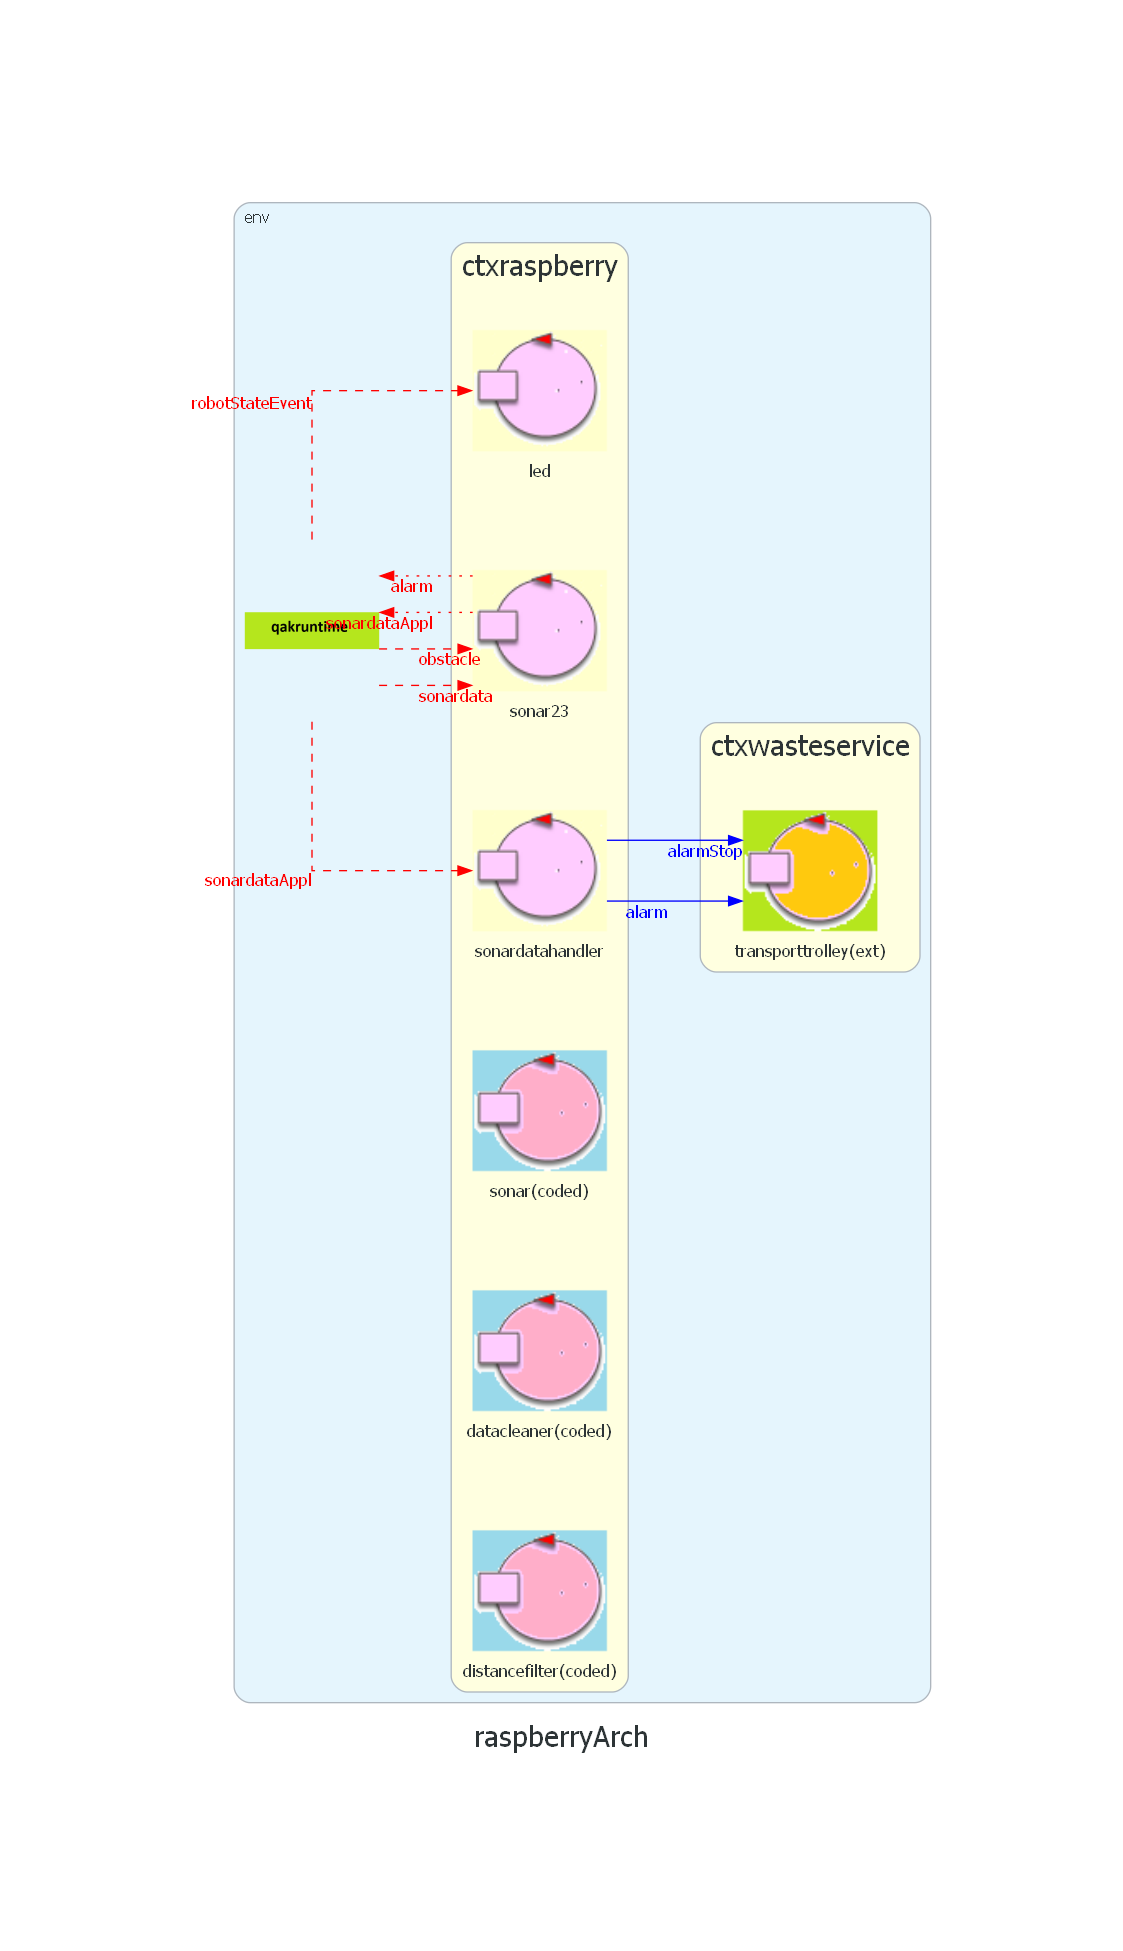 env
ctxraspberry
led
robotStateEvent
alarm
sonardataAppl
qakruntime
obstacle
sonardata
sonar23
ctxwasteservice
alarmStop
sonardataAppl
alarm
sonardatahandler
transporttrolley(ext)
sonar(coded)
datacleaner(coded)
distancefilter(coded)
raspberryArch